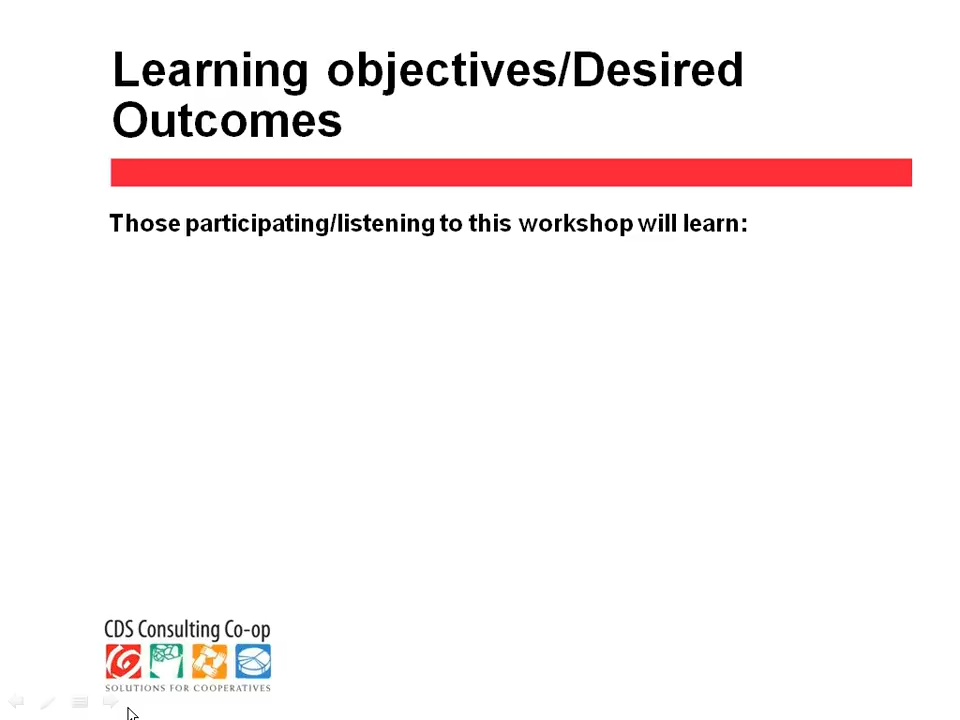 Learning objectives/Desired
Outcomes
Those participating/listening to this workshop will learn:
CDS Consulting Co-op
SOLUTIONS FOR COOPERATIVES